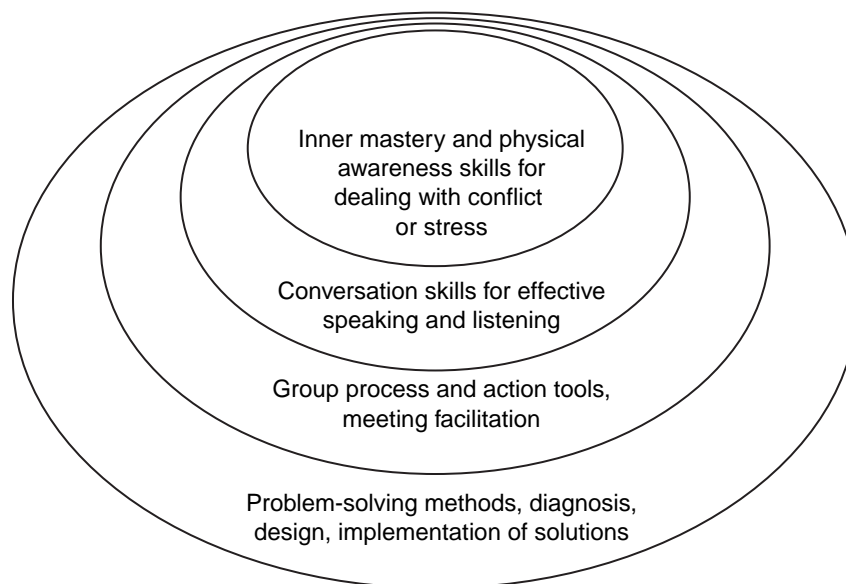 Inner mastery and physical
awareness skills for
dealing with conflict
or stress
Conversation skills for effective
speaking and listening
Group process and action tools,
meeting facilitation
Problem-solving methods, diagnosis,
design, implementation of solutions